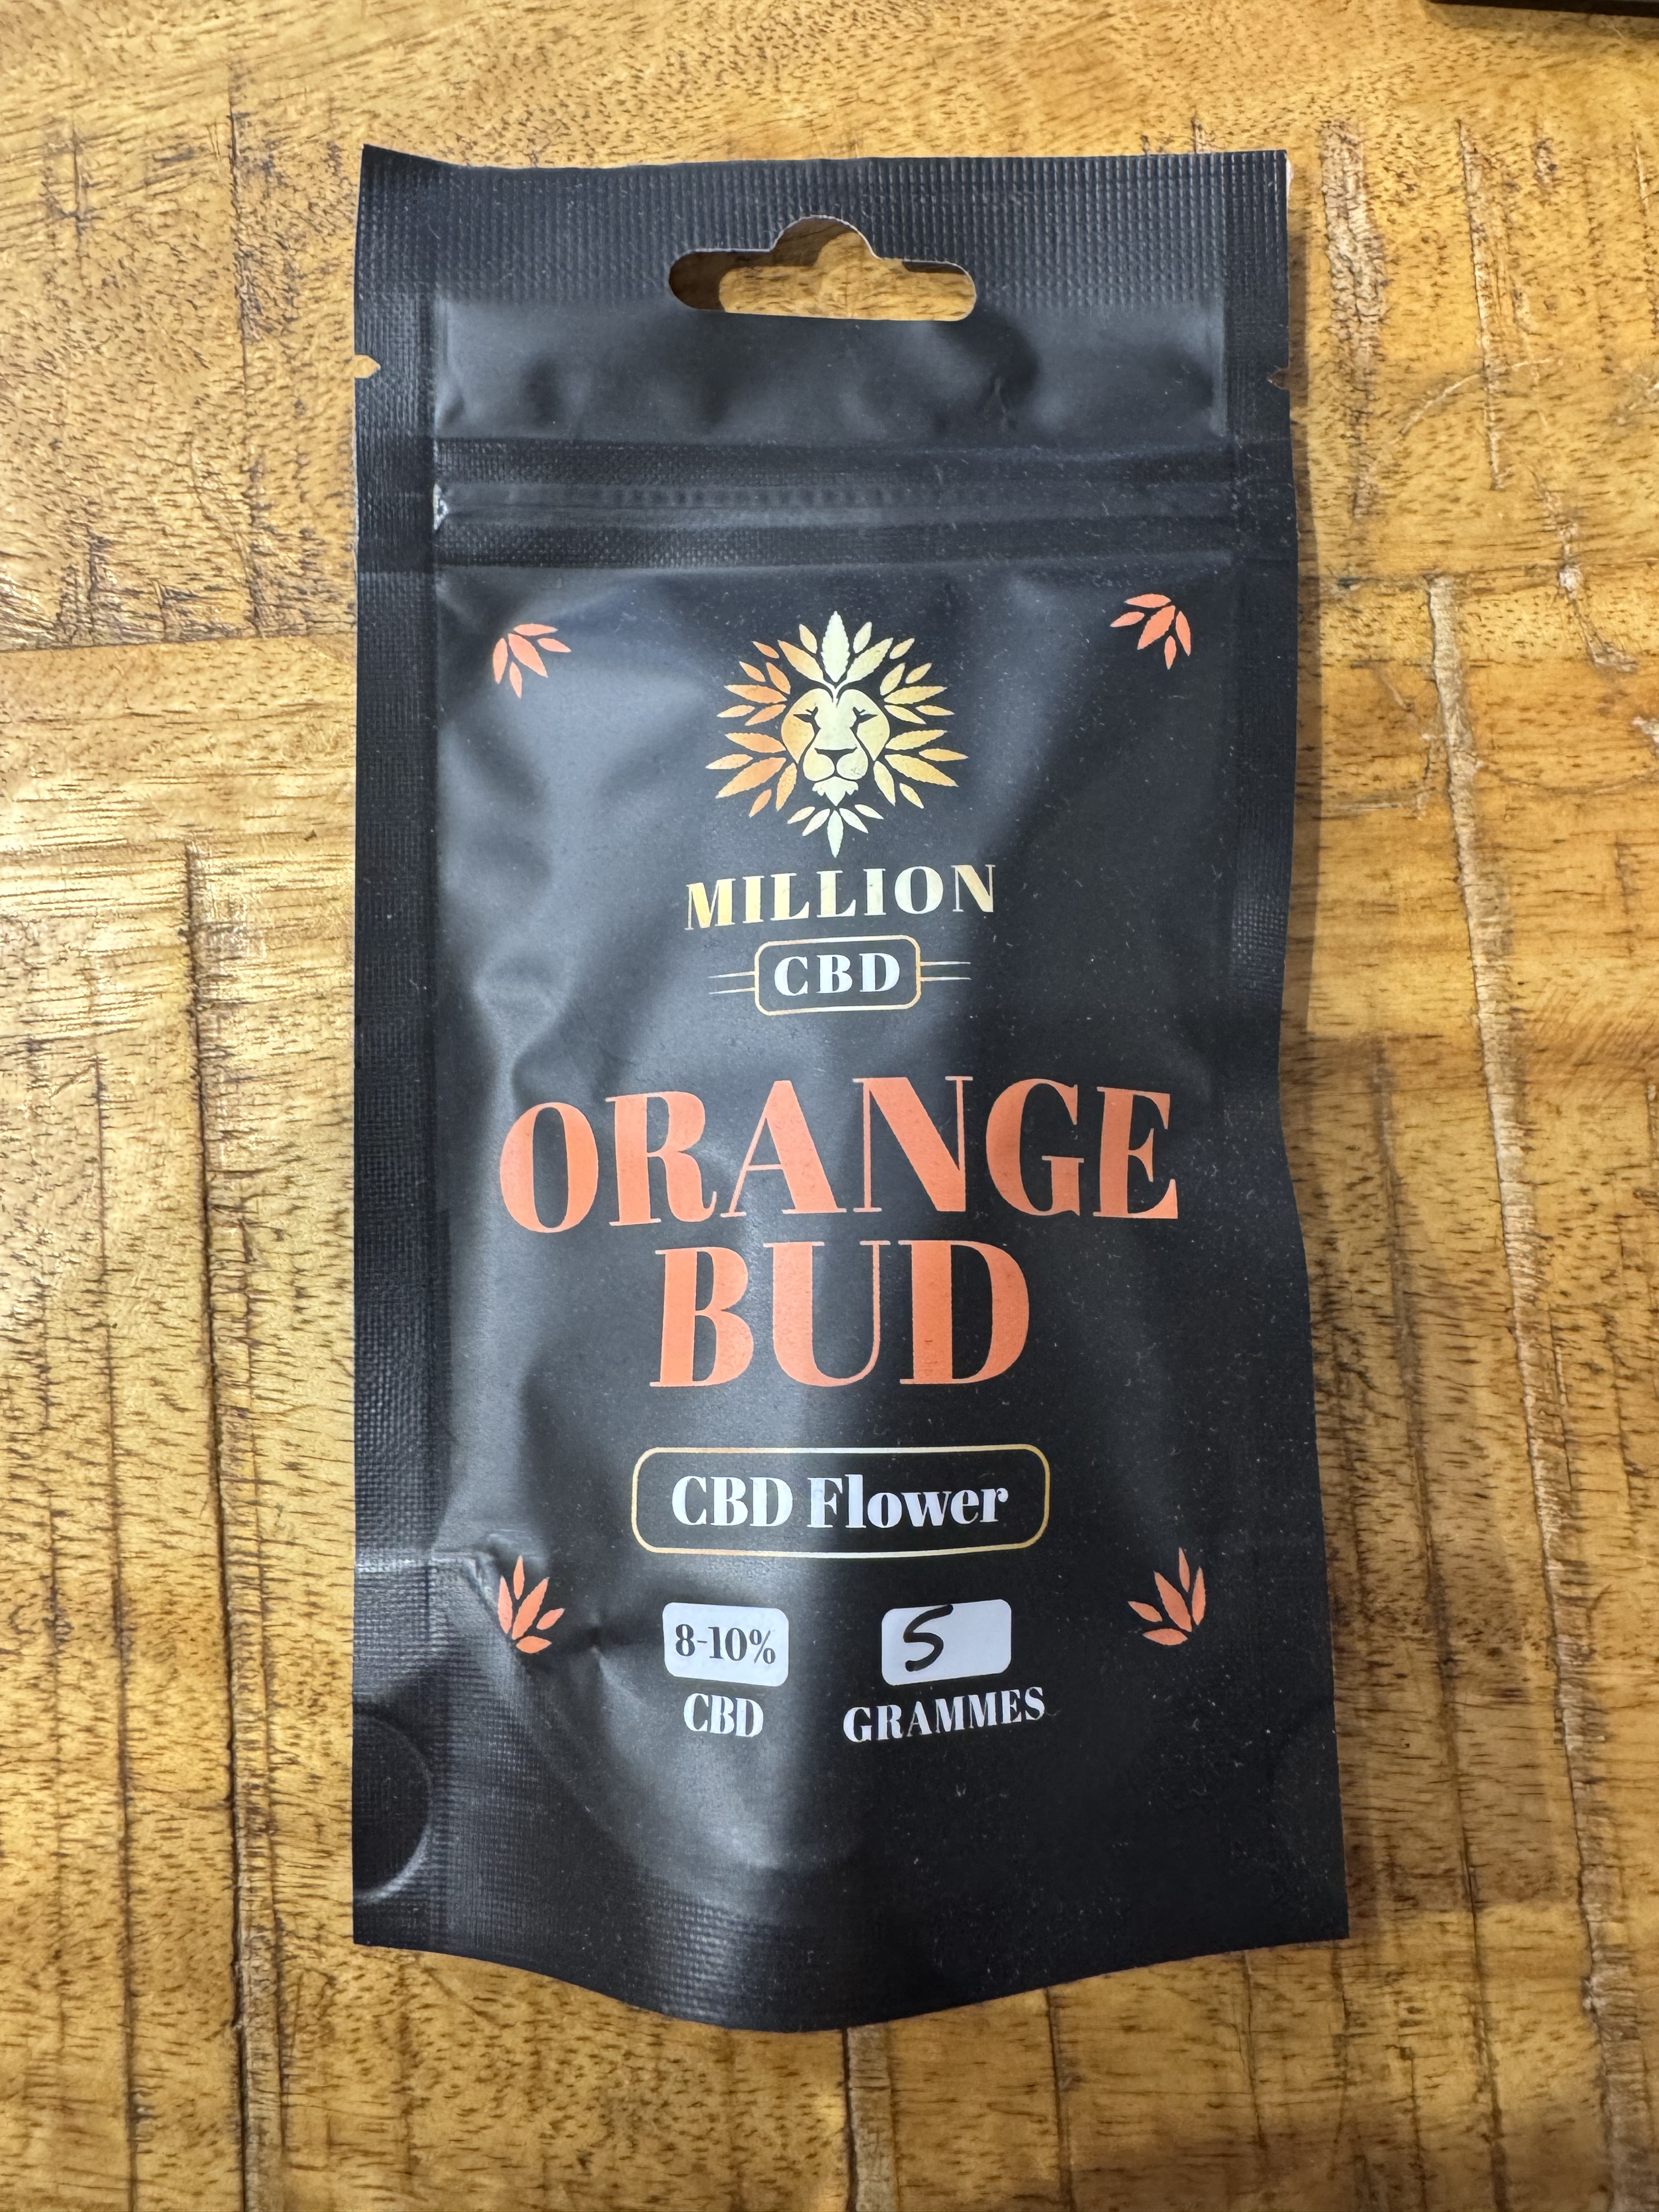 MILLION
CBD
ORANGE
BUD
CBD Flower
8-10% 5
CBD GRAMMES